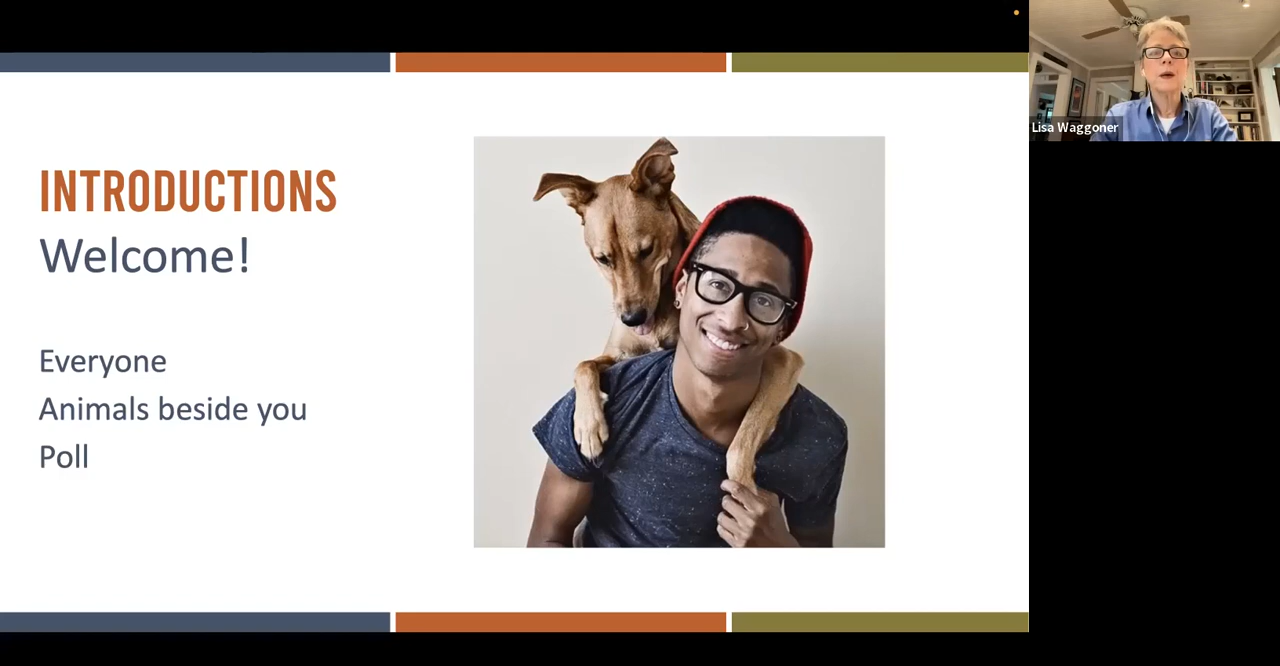 INTRODUCTIONS
Welcome!
Everyone
Animals beside you
Poll
Lisa Waggoner